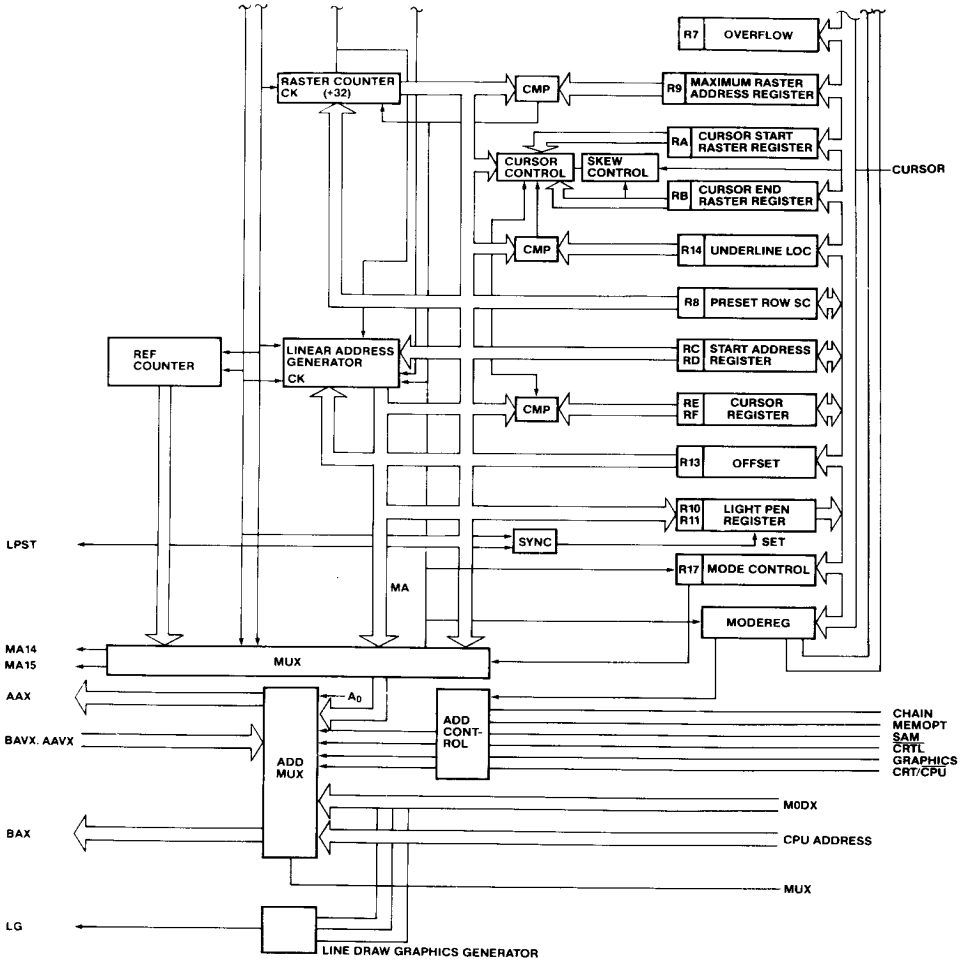 R7 OVERFLOW
RASTER COUNTER
CK (+32)
CMP
R9 MAXIMUM RASTER
ADDRESS REGISTER
RA CURSOR START
RASTER REGISTER
CURSOR
CONTROL
SKEW
CONTROL
CURSOR
RB CURSOR END
RASTER REGISTER
CMP
R14 UNDERLINE LOC
R8 PRESET ROW SC
REF
COUNTER
LINEAR ADDRESS
GENERATOR
CK
RC
RD
START ADDRESS
REGISTER
CMP
RE
RF
CURSOR
REGISTER
R13 OFFSET
R10
R11
LIGHT PEN
REGISTER
LPST
SYNC
SET
R17 MODE CONTROL
MA
MODEREG
MA14
MA15
MUX
AAX
A0
BAVX. AAVX
ADD
MUX
ADD
CONT-
ROL
CHAIN
MEMOPT
SAM
CRTL
GRAPHICS
CRT/CPU
M0DX
BAX
CPU ADDRESS
MUX
LG
LINE DRAW GRAPHICS GENERATOR